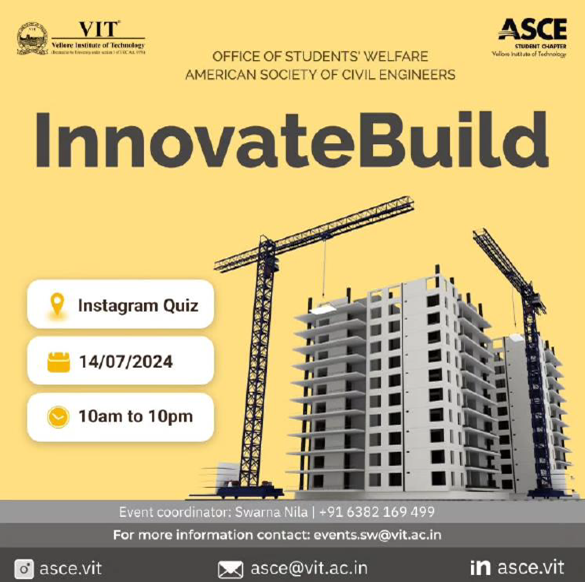 VIT
Vellore Institute of Technology
ASCE
STUDENT CHAPTER
Vellore Institute of Technology
OFFICE OF STUDENTS' WELFARE
AMERICAN SOCIETY OF CIVIL ENGINEERS
InnovateBuild
Instagram Quiz
14/07/2024
10am to 10pm
Event coordinator: Swarna Nila | +91 6382 169 499
For more information contact: events.sw@vit.ac.in
asce.vit
asce@vit.ac.in
in asce.vit